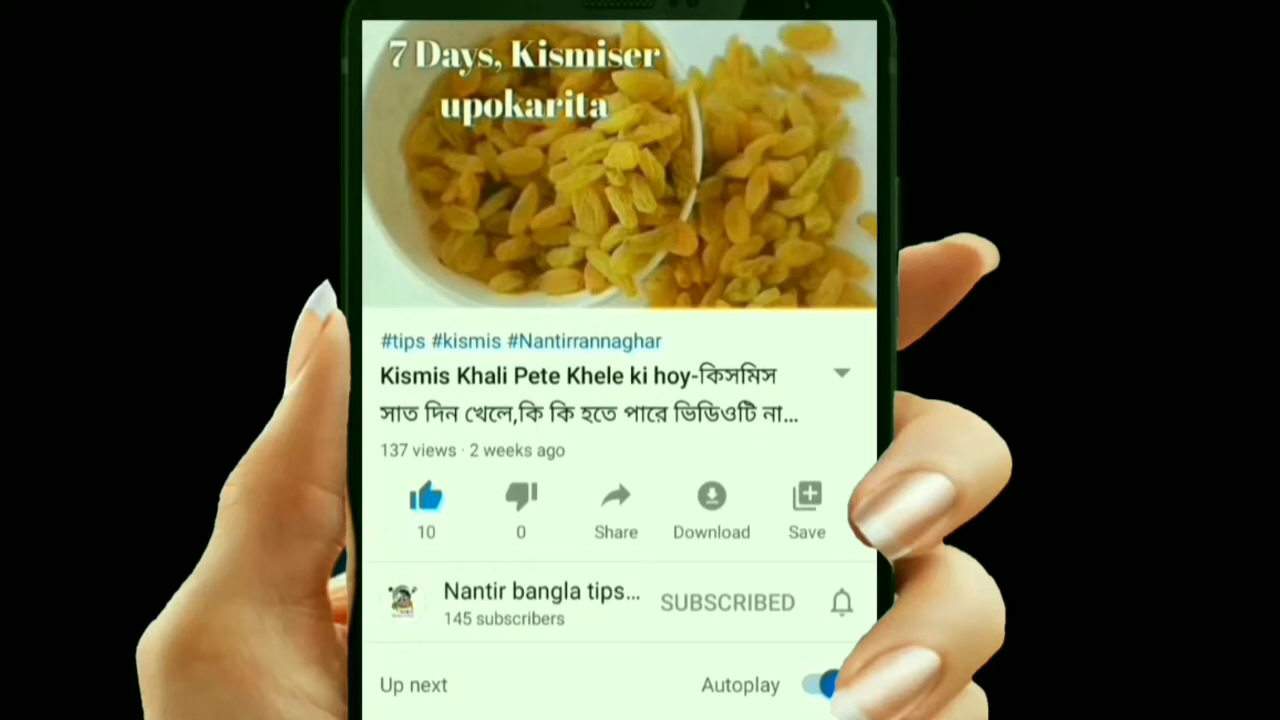 7 Days, Kismiser
upokarita
#tips #kismis #Nantirrannaghar
Kismis Khali Pete Khele ki hoy-কিসমিস
সাত দিন খেলে,কি কি হতে পারে ভিডিওটি না...
137 views · 2 weeks ago
10 0 Share Download Save
Nantir bangla tips... SUBSCRIBED
145 subscribers
Up next Autoplay